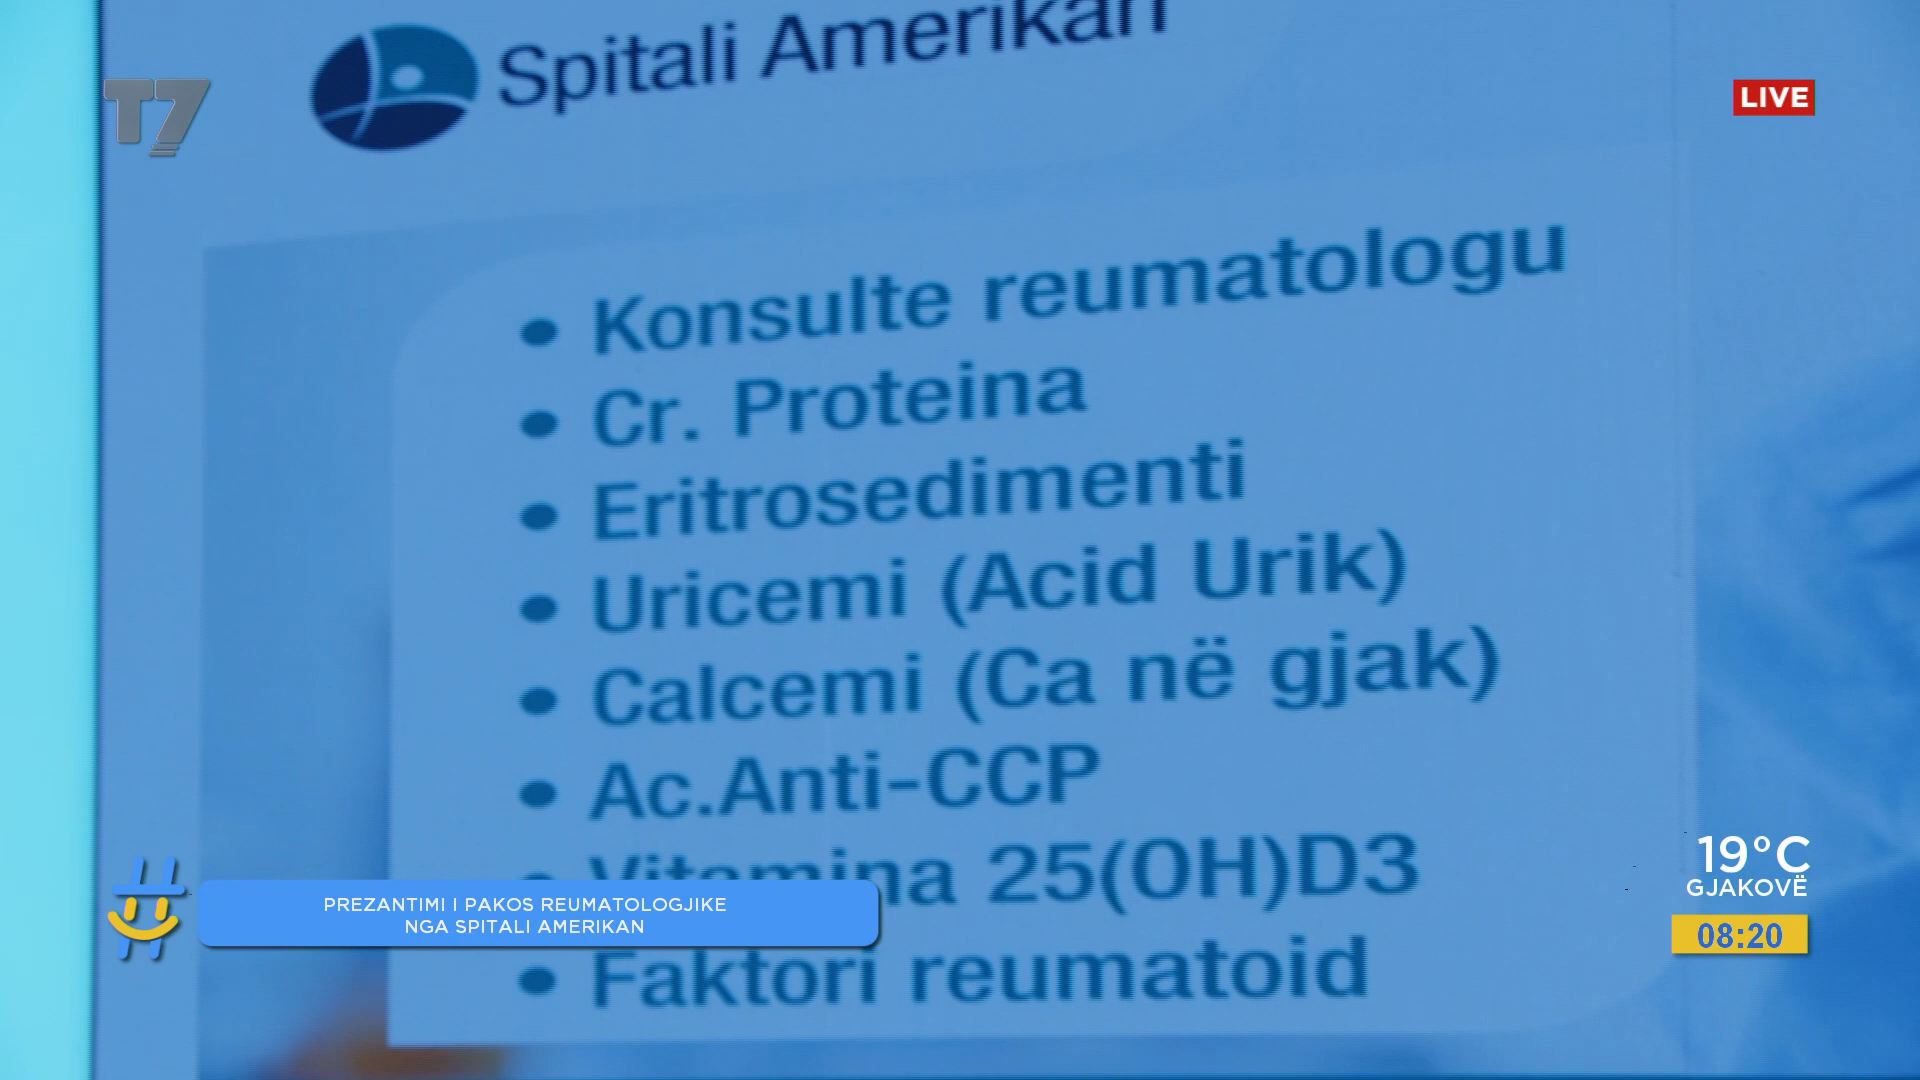 Spitali Amerikan
T7
LIVE
• Konsulte reumatologu
• Cr. Proteina
• Eritrosedimenti
• Uricemi (Acid Urik)
• Calcemi (Ca në gjak)
• Ac.Anti-CCP
• Vitamina 25(OH)D3
• Faktori reumatoid
PREZANTIMI I PAKOS REUMATOLOGJIKE
NGA SPITALI AMERIKAN
19°C
GJAKOVË
08:20